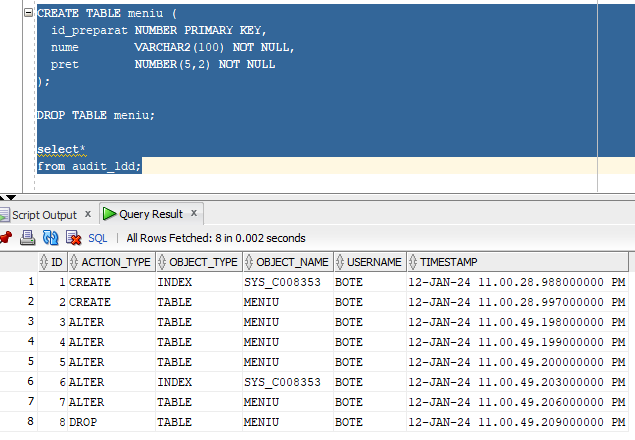 CREATE TABLE meniu (
id_preparat NUMBER PRIMARY KEY,
nume VARCHAR2(100) NOT NULL,
pret NUMBER(5,2) NOT NULL
);
DROP TABLE meniu;
select*
from audit_ldd;
Script Output x Query Result x
SQL | All Rows Fetched: 8 in 0.002 seconds
ID ACTION_TYPE OBJECT_TYPE OBJECT_NAME USERNAME TIMESTAMP
1 1 CREATE INDEX SYS_C008353 BOTE 12-JAN-24 11.00.28.988000000 PM
2 2 CREATE TABLE MENIU BOTE 12-JAN-24 11.00.28.997000000 PM
3 3 ALTER TABLE MENIU BOTE 12-JAN-24 11.00.49.198000000 PM
4 4 ALTER TABLE MENIU BOTE 12-JAN-24 11.00.49.199000000 PM
5 5 ALTER TABLE MENIU BOTE 12-JAN-24 11.00.49.200000000 PM
6 6 ALTER INDEX SYS_C008353 BOTE 12-JAN-24 11.00.49.203000000 PM
7 7 ALTER TABLE MENIU BOTE 12-JAN-24 11.00.49.206000000 PM
8 8 DROP TABLE MENIU BOTE 12-JAN-24 11.00.49.209000000 PM